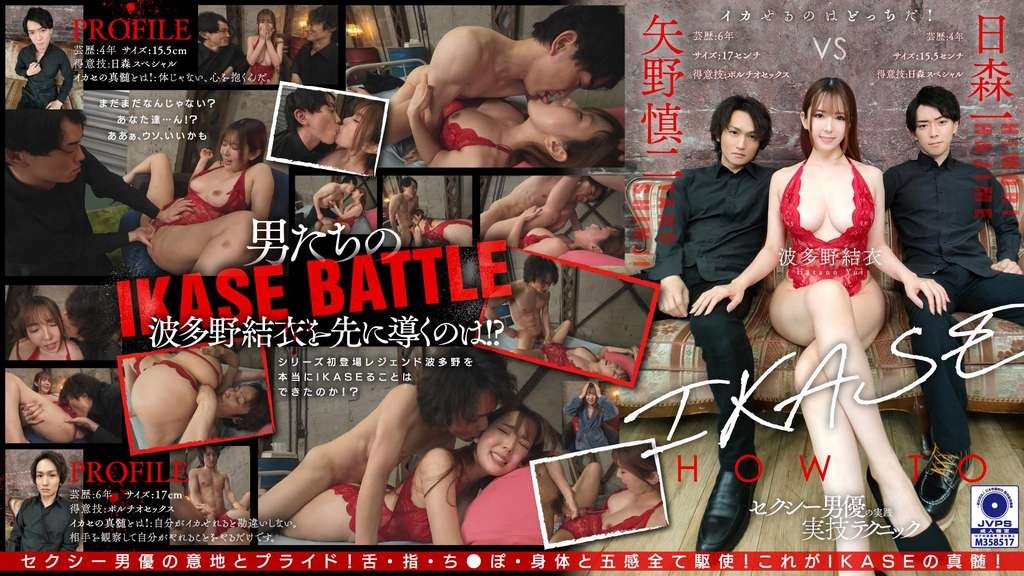 PROFILE
芸歴:4年 サイズ:15.5cm
得意技:日森スペシャル
イカセの真髄とは!:体じゃない、心を抱くんだ。
まだまだなんじゃない?
あなた達…ん!?
ああぁ、ウソ、いいかも
男たちの
IKASE BATTLE
波多野結衣を先に導くのは!?
シリーズ初登場レジェンド波多野を
本当にIKASEることは
できたのか!?
PROFILE
芸歴:6年 サイズ:17cm
得意技:ポルチオセックス
イカセの真髄とは!:自分がイカせれると勘違いしない。
相手を観察して自分がやれることをやるだけです。
イカせるのはどっちだ!
矢野慎二
芸歴:6年
サイズ:17センチ
得意技:ポルチオセックス
VS
芸歴:4年
サイズ:15.5センチ
得意技:日森スペシャル
日森一
波多野結衣
Hatano Yui
IKASE
HOW TO
セクシー男優の実践
実技テクニック
JVPS
M358517
セクシー男優の意地とプライド!舌・指・ち●ぽ・身体と五感全て駆使!これがIKASEの真髄!